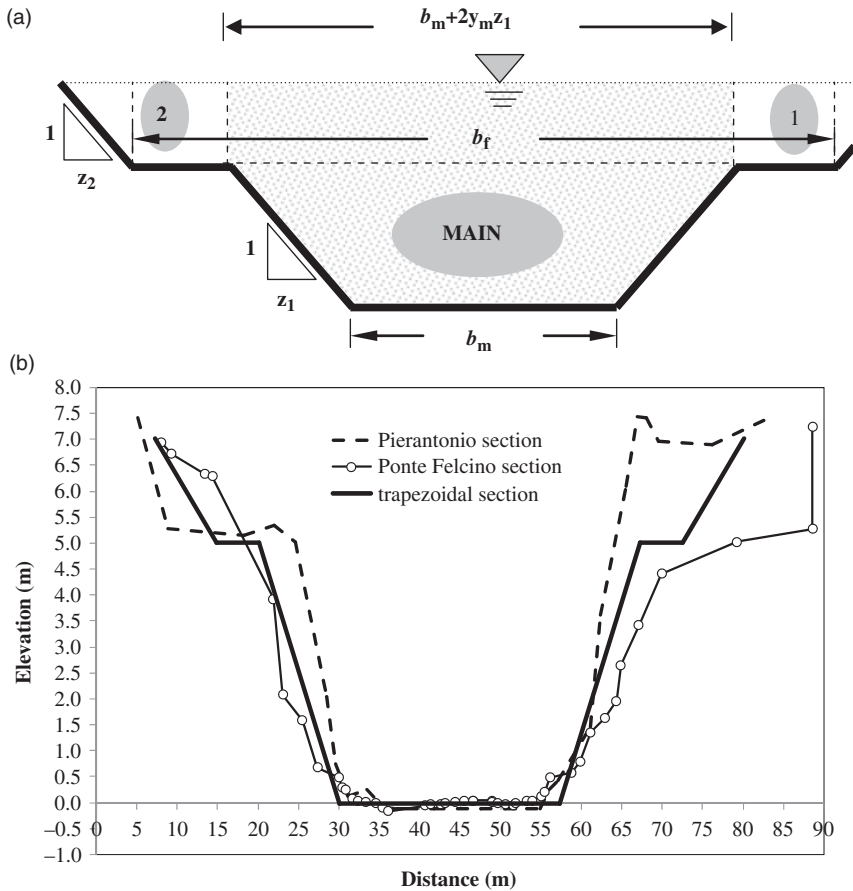 (a)
b_m+2y_mz_1
2
1
1
b_f
z_2
MAIN
1
z_1
b_m
(b)
8.0
7.5
7.0
6.5
6.0
5.5
5.0
4.5
4.0
3.5
3.0
2.5
2.0
1.5
1.0
0.5
0.0
−0.5
−1.0
Elevation (m)
Pierantonio section
Ponte Felcino section
trapezoidal section
0 5 10 15 20 25 30 35 40 45 50 55 60 65 70 75 80 85 90
Distance (m)